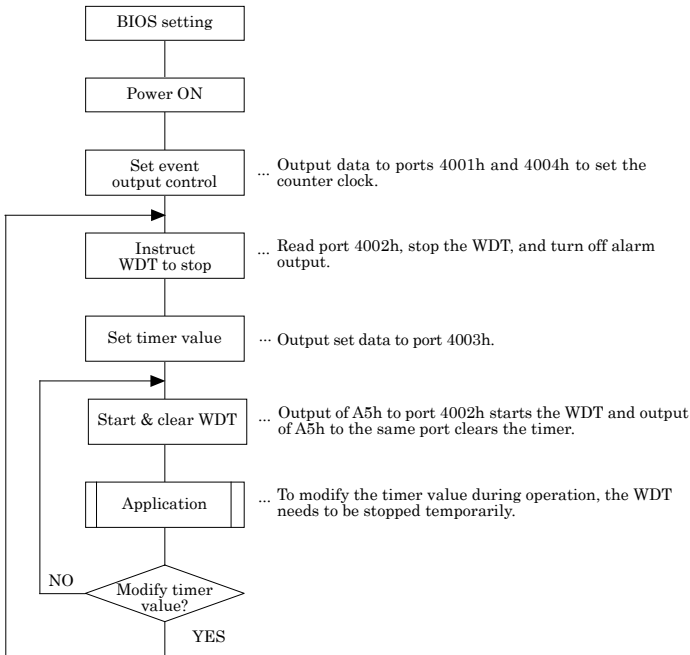 BIOS setting
Power ON
Set event
output control
... Output data to ports 4001h and 4004h to set the
counter clock.
Instruct
WDT to stop
... Read port 4002h, stop the WDT, and turn off alarm
output.
Set timer value
... Output set data to port 4003h.
Start & clear WDT
... Output of A5h to port 4002h starts the WDT and output
of A5h to the same port clears the timer.
Application
... To modify the timer value during operation, the WDT
needs to be stopped temporarily.
NO
Modify timer
value?
YES